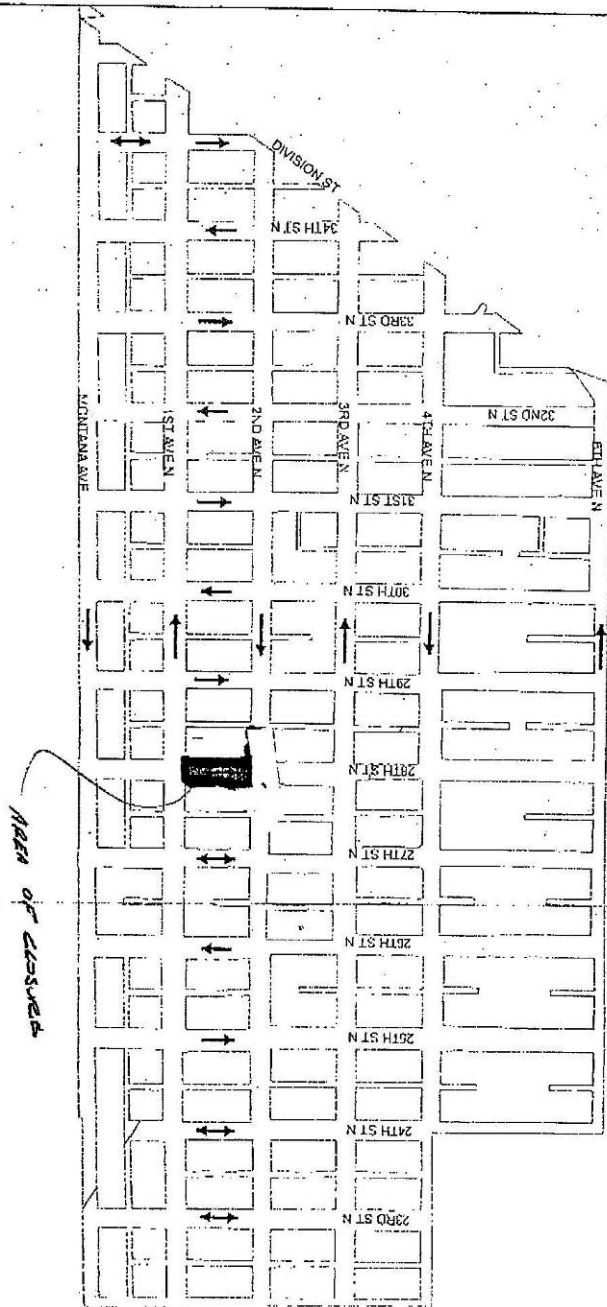 DIVISION ST
34TH ST N
33RD ST N
32ND ST N
MONTANA AVE
1ST AVE N
2ND AVE N
3RD AVE N
4TH AVE N
6TH AVE N
31ST ST N
30TH ST N
29TH ST N
28TH ST N
27TH ST N
26TH ST N
25TH ST N
24TH ST N
23RD ST N
AREA OF CLOSURE